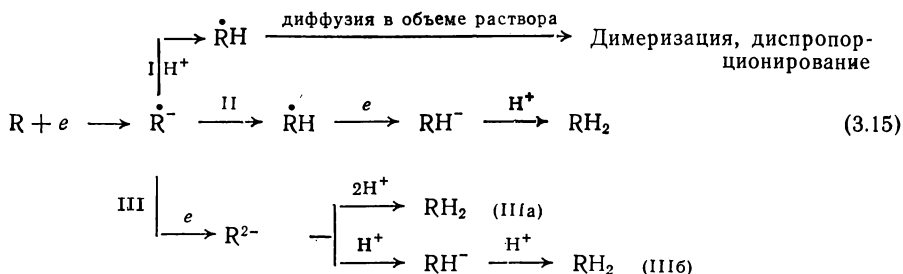 диффузия в объеме раствора
ṘH ⟶ Димеризация, диспропор-
ционирование
I H⁺
R + e ⟶ Ṙ⁻ II ⟶ ṘH e ⟶ RH⁻ H⁺ ⟶ RH₂ (3.15)
III e ⟶ R²⁻
2H⁺ ⟶ RH₂ (IIIа)
H⁺ ⟶ RH⁻ H⁺ ⟶ RH₂ (IIIб)